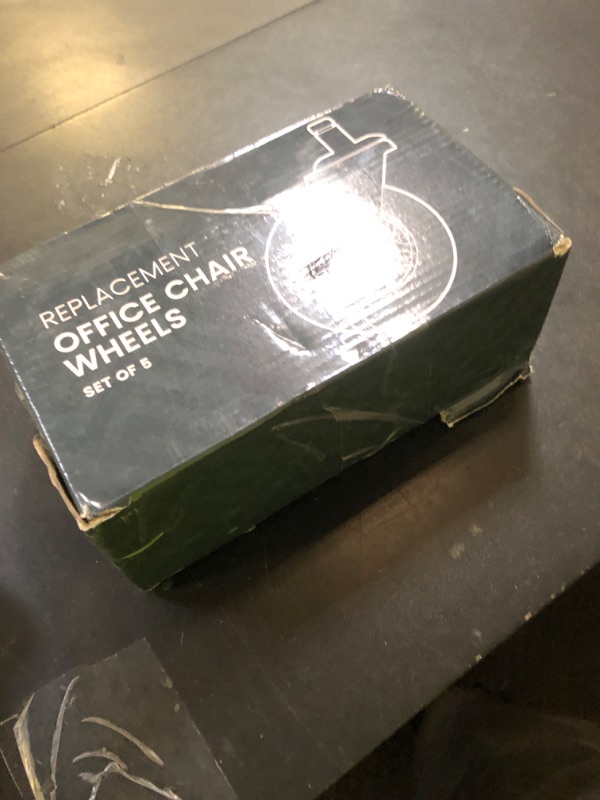 REPLACEMENT
OFFICE CHAIR
WHEELS
SET OF 5